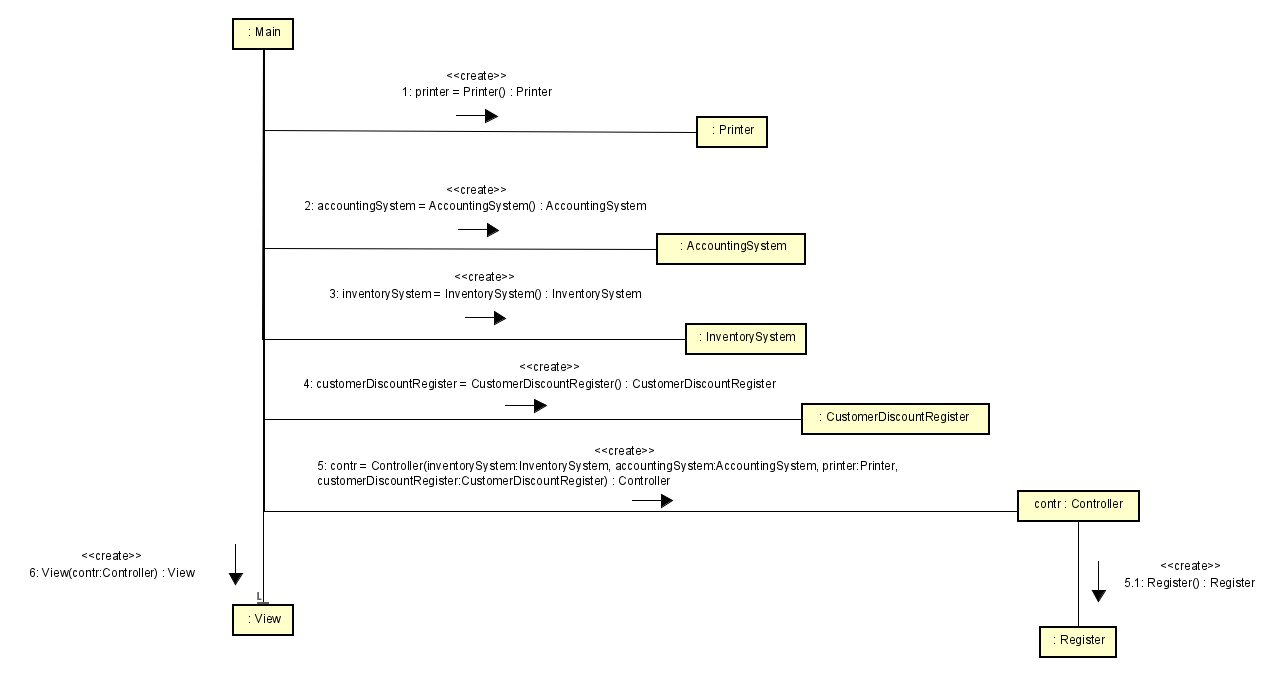 : Main
<<create>>
1: printer = Printer() : Printer
: Printer
<<create>>
2: accountingSystem = AccountingSystem() : AccountingSystem
: AccountingSystem
<<create>>
3: inventorySystem = InventorySystem() : InventorySystem
: InventorySystem
<<create>>
4: customerDiscountRegister = CustomerDiscountRegister() : CustomerDiscountRegister
: CustomerDiscountRegister
<<create>>
5: contr = Controller(inventorySystem:InventorySystem, accountingSystem:AccountingSystem, printer:Printer,
customerDiscountRegister:CustomerDiscountRegister) : Controller
contr : Controller
<<create>>
6: View(contr:Controller) : View
L
: View
<<create>>
5.1: Register() : Register
: Register